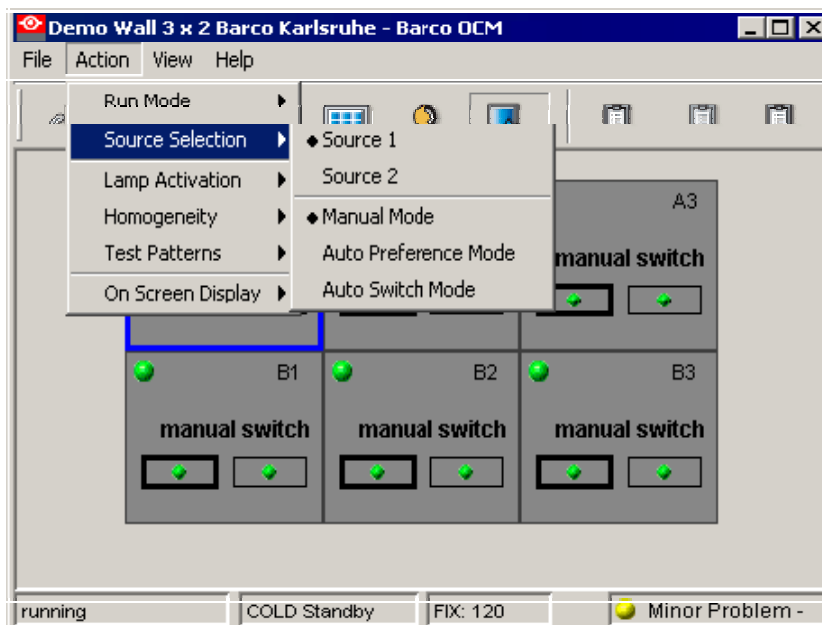 Demo Wall 3 x 2 Barco Karlsruhe - Barco OCM
File Action View Help
Run Mode
Source Selection
Lamp Activation
Homogeneity
Test Patterns
On Screen Display
Source 1
Source 2
Manual Mode
Auto Preference Mode
Auto Switch Mode
A3
manual switch
B1 B2 B3
manual switch manual switch manual switch
running COLD Standby FIX: 120 Minor Problem -